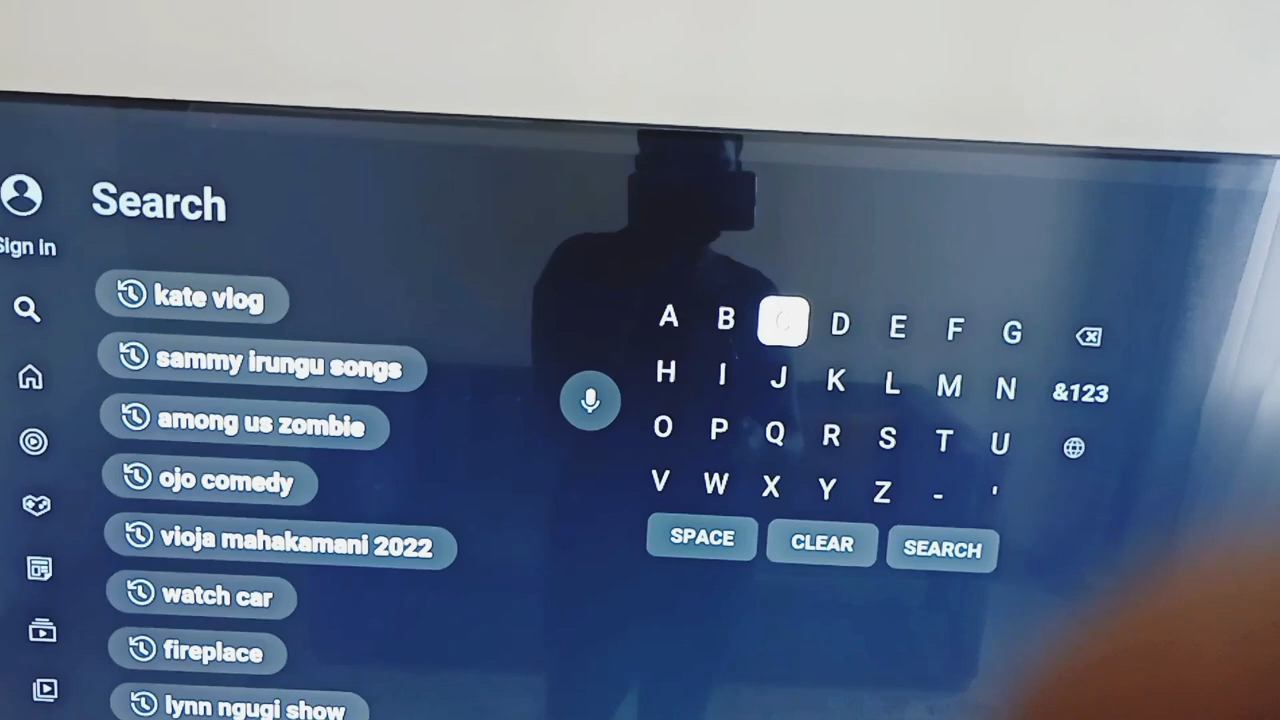 Search
Sign in
kate vlog
sammy irungu songs
among us zombie
ojo comedy
vioja mahakamani 2022
watch car
fireplace
lynn ngugi show
A B C D E F G
H I J K L M N &123
O P Q R S T U
V W X Y Z - '
SPACE CLEAR SEARCH